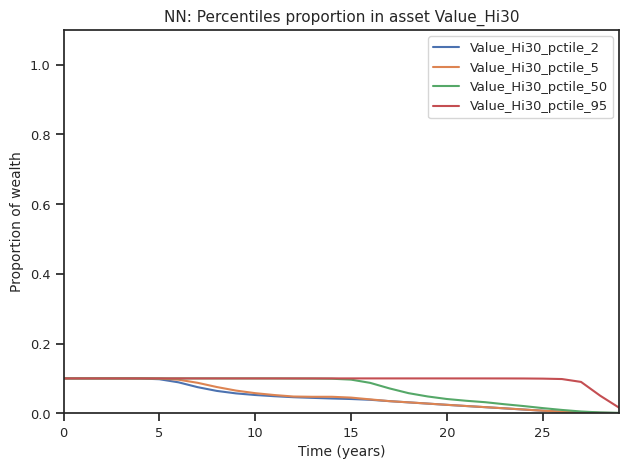 NN: Percentiles proportion in asset Value_Hi30
Value_Hi30_pctile_2
Value_Hi30_pctile_5
Value_Hi30_pctile_50
Value_Hi30_pctile_95
Proportion of wealth
1.0
0.8
0.6
0.4
0.2
0.0
0 5 10 15 20 25
Time (years)